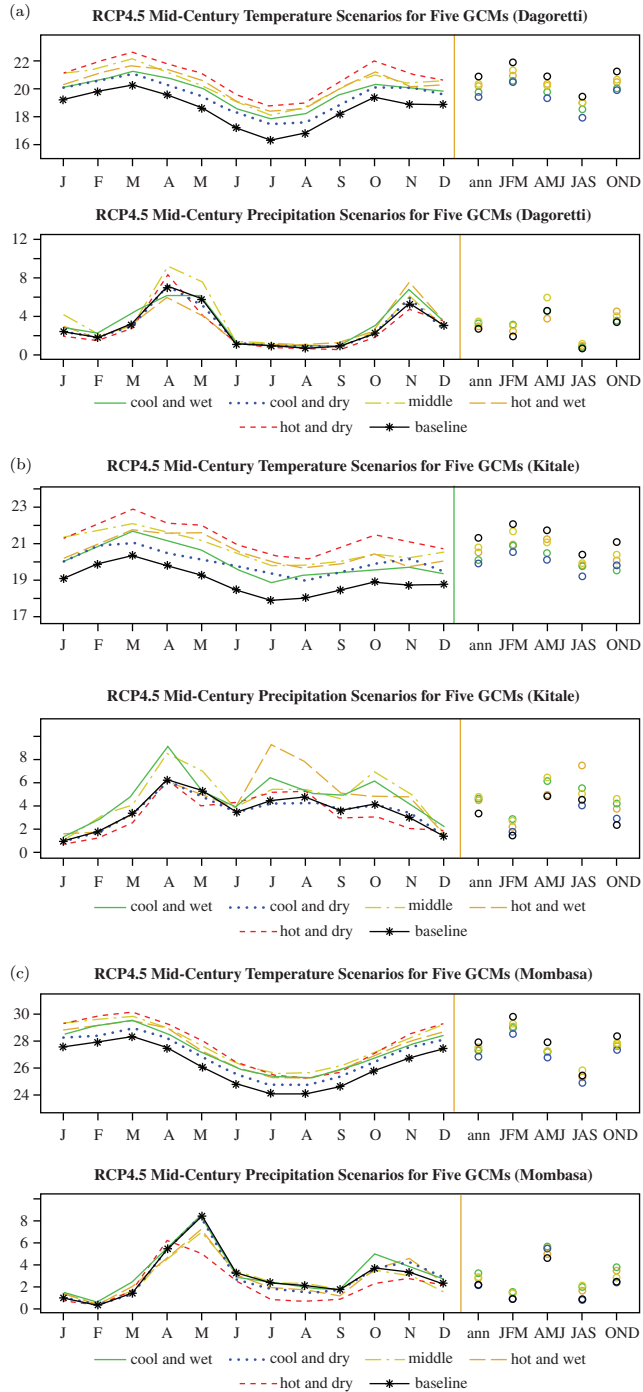 (a)
RCP4.5 Mid-Century Temperature Scenarios for Five GCMs (Dagoretti)
22
20
18
16
J F M A M J J A S O N D ann JFM AMJ JAS OND
RCP4.5 Mid-Century Precipitation Scenarios for Five GCMs (Dagoretti)
12
8
4
0
J F M A M J J A S O N D ann JFM AMJ JAS OND
cool and wet cool and dry middle hot and wet
hot and dry baseline
(b)
RCP4.5 Mid-Century Temperature Scenarios for Five GCMs (Kitale)
23
21
19
17
J F M A M J J A S O N D ann JFM AMJ JAS OND
RCP4.5 Mid-Century Precipitation Scenarios for Five GCMs (Kitale)
8
6
4
2
0
J F M A M J J A S O N D ann JFM AMJ JAS OND
cool and wet cool and dry middle hot and wet
hot and dry baseline
(c)
RCP4.5 Mid-Century Temperature Scenarios for Five GCMs (Mombasa)
30
28
26
24
J F M A M J J A S O N D ann JFM AMJ JAS OND
RCP4.5 Mid-Century Precipitation Scenarios for Five GCMs (Mombasa)
8
6
4
2
0
J F M A M J J A S O N D ann JFM AMJ JAS OND
cool and wet cool and dry middle hot and wet
hot and dry baseline